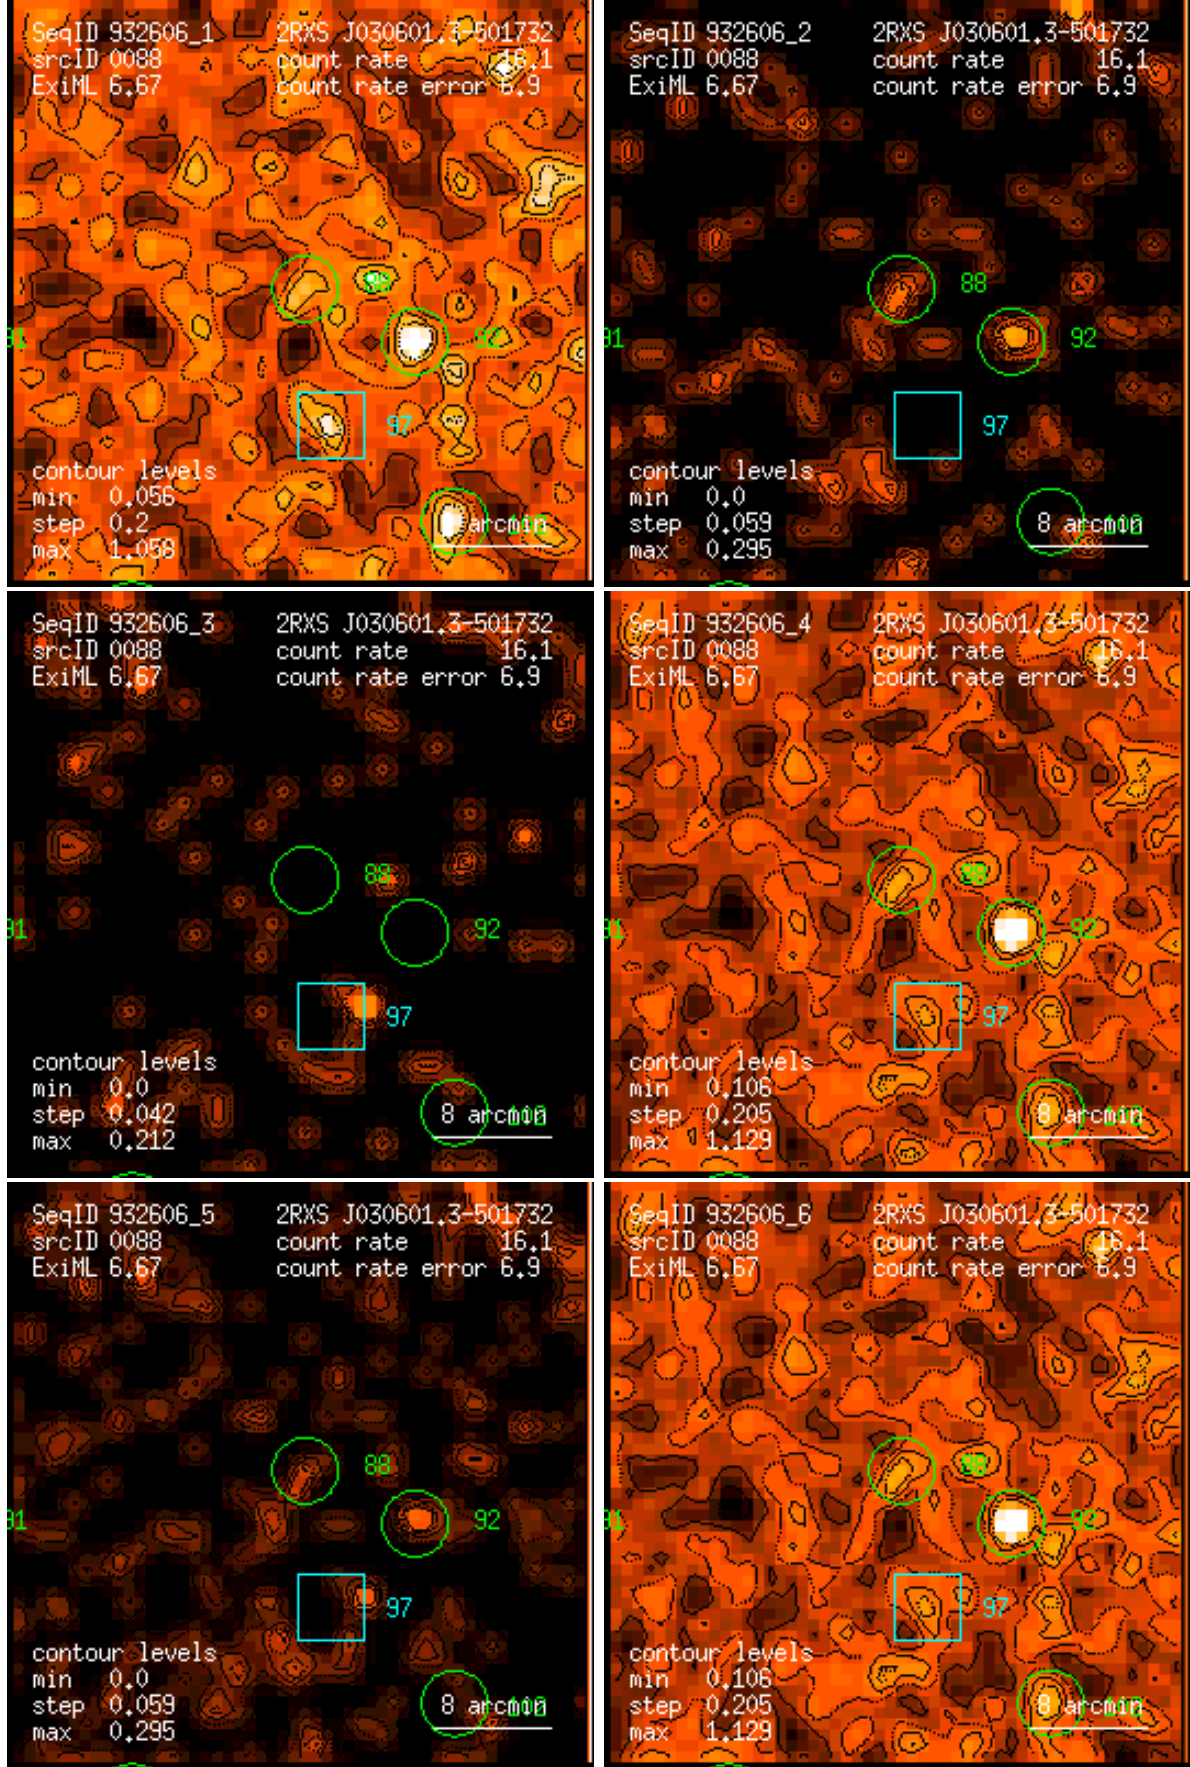 SeqID 932606_1 2RXS J030601.3-501732
srcID 0088 count rate 16.1
ExiML 6.67 count rate error 6.9
88
91 92
97
contour levels
min 0.056
step 0.2
max 1.058
8 arcmin
SeqID 932606_2 2RXS J030601.3-501732
srcID 0088 count rate 16.1
ExiML 6.67 count rate error 6.9
88
91 92
97
contour levels
min 0.0
step 0.059
max 0.295
8 arcmin
SeqID 932606_3 2RXS J030601.3-501732
srcID 0088 count rate 16.1
ExiML 6.67 count rate error 6.9
88
91 92
97
contour levels
min 0.0
step 0.042
max 0.212
8 arcmin
SeqID 932606_4 2RXS J030601.3-501732
srcID 0088 count rate 16.1
ExiML 6.67 count rate error 6.9
88
91 92
97
contour levels
min 0.106
step 0.205
max 1.129
8 arcmin
SeqID 932606_5 2RXS J030601.3-501732
srcID 0088 count rate 16.1
ExiML 6.67 count rate error 6.9
88
91 92
97
contour levels
min 0.0
step 0.059
max 0.295
8 arcmin
SeqID 932606_6 2RXS J030601.3-501732
srcID 0088 count rate 16.1
ExiML 6.67 count rate error 6.9
88
91 92
97
contour levels
min 0.106
step 0.205
max 1.129
8 arcmin